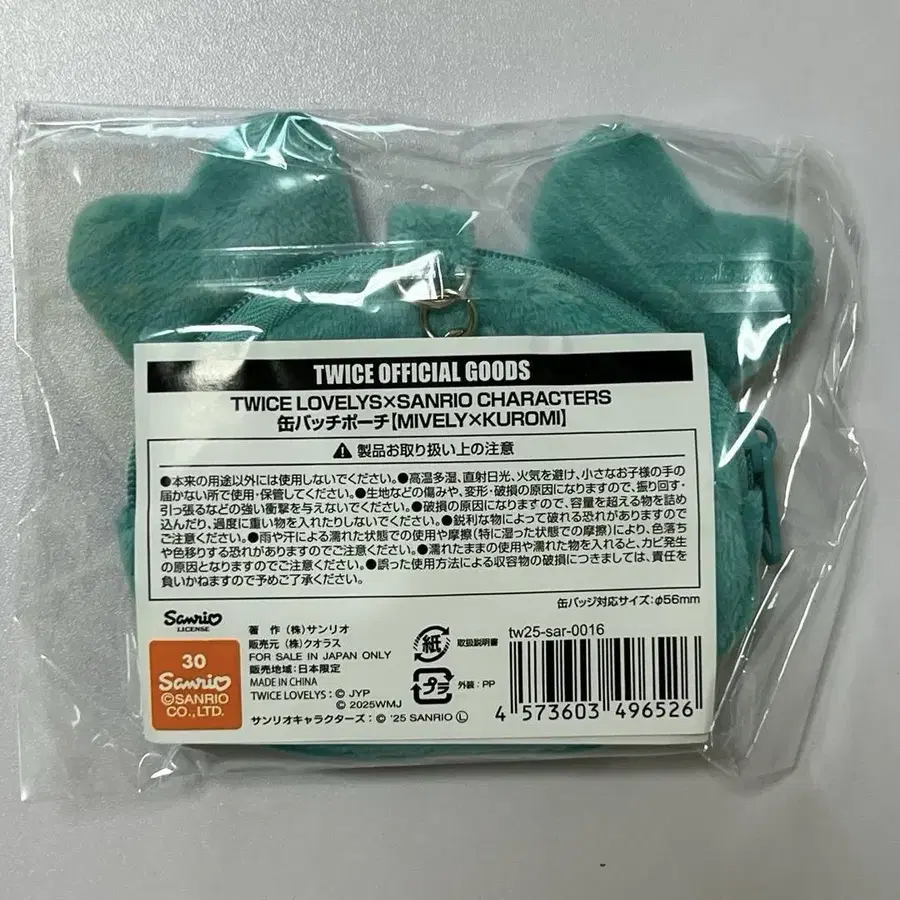 TWICE OFFICIAL GOODS
TWICE LOVELYS×SANRIO CHARACTERS
缶バッチポーチ【MIVELY×KUROMI】
⚠ 製品お取り扱い上の注意
●本来の用途以外には使用しないでください。●高温多湿、直射日光、火気を避け、小さなお子様の手の
届かない所で使用・保管してください。●生地などの傷みや、変形・破損の原因になりますので、振り回す・
引っ張るなどの強い衝撃を与えないでください。●破損の原因になりますので、容量を超える物を詰め
込んだり、過度に重い物を入れたりしないでください。●鋭利な物によって破れる恐れがありますので
ご注意ください。●雨や汗による濡れた状態での使用や摩擦(特に湿った状態での摩擦)により、色落ち
や色移りする恐れがありますのでご注意ください。●濡れたままの使用や濡れた物を入れると、カビ発生
の原因となりますのでご注意ください。●誤った使用方法による収容物の破損につきましては、責任を
負いかねますので予めご了承ください。
缶バッジ対応サイズ：φ56mm
Sanrio
LICENSE
30
Sanrio
©SANRIO
CO.,LTD.
著 作 (株)サンリオ
販売元 (株)クオラス
FOR SALE IN JAPAN ONLY
販売地域：日本限定
MADE IN CHINA
TWICE LOVELYS：© JYP
© 2025WMJ
サンリオキャラクターズ：© '25 SANRIO Ⓛ
紙 取扱説明書
プラ 外装：PP
tw25-sar-0016
4 573603 496526